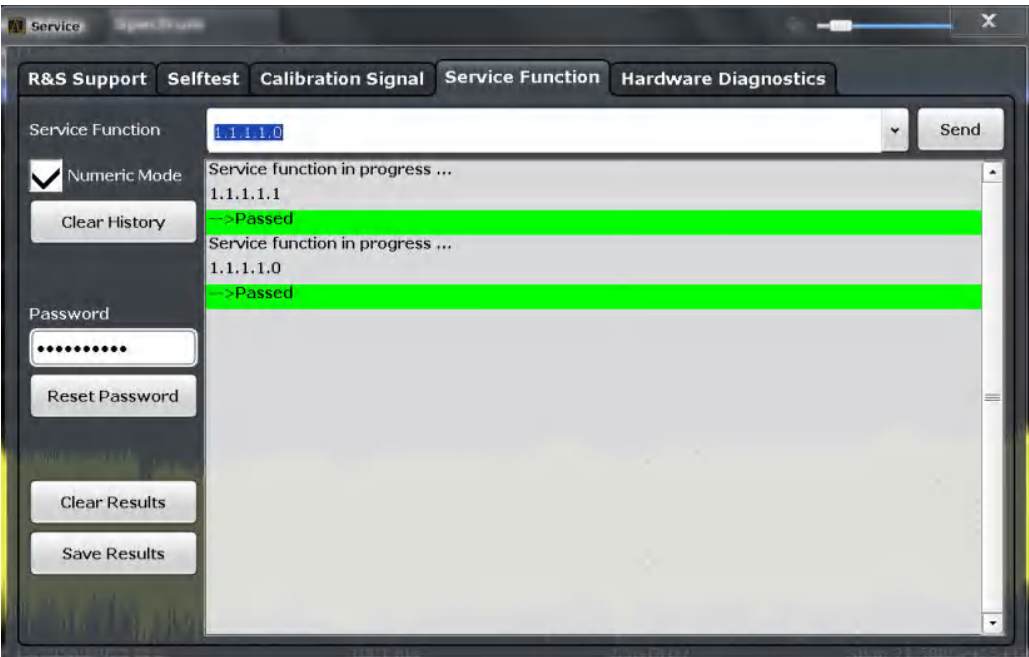 Service Spectrum
X
R&S Support Selftest Calibration Signal Service Function Hardware Diagnostics
Service Function 1.1.1.1.0 Send
Numeric Mode
Clear History
Service function in progress ...
1.1.1.1.1
-->Passed
Service function in progress ...
1.1.1.1.0
-->Passed
Password
••••••••••
Reset Password
Clear Results
Save Results